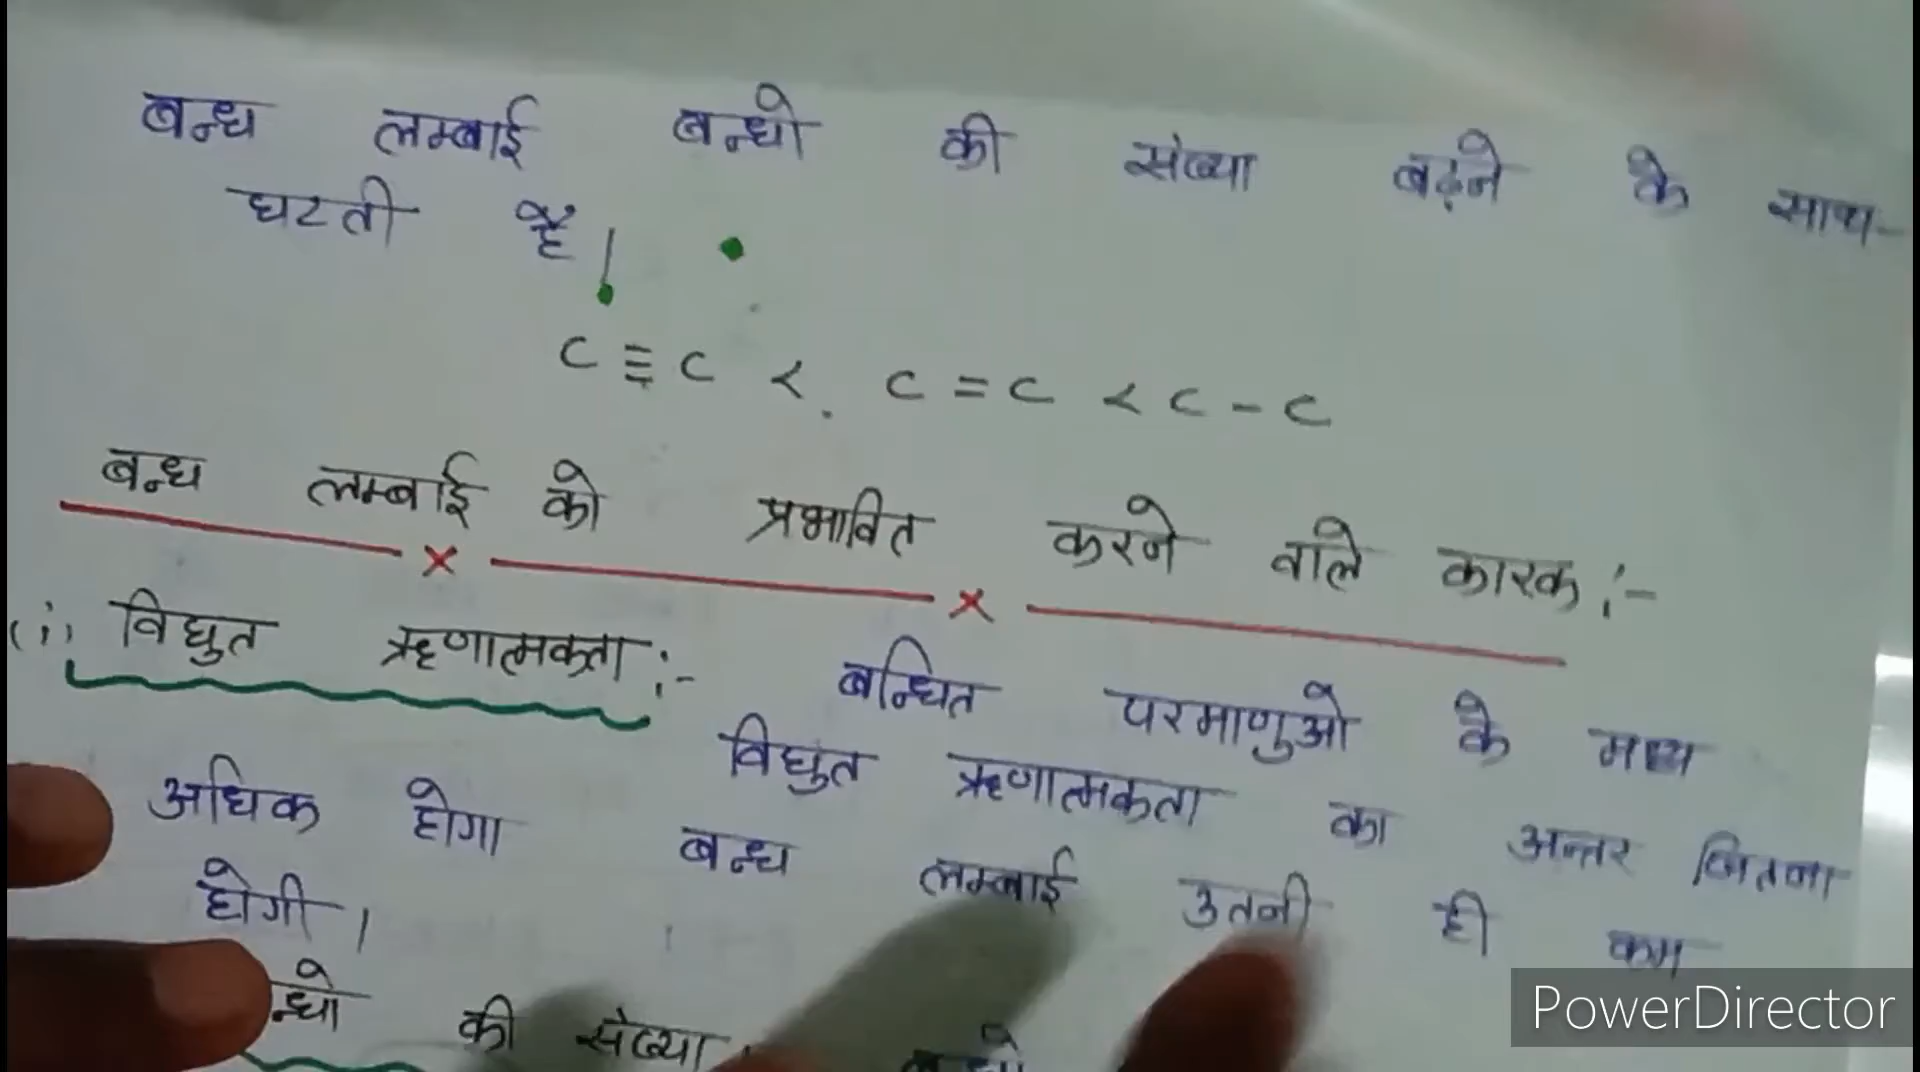 बन्ध लम्बाई बन्धो की संख्या बढ़ने के साथ
घटती है।
C ≡ C < C = C < C - C
बन्ध लम्बाई को प्रभावित करने वाले कारक :-
(i) विधुत ऋणात्मकता :- बन्धित परमाणुओ के मध्य
विधुत ऋणात्मकता का अन्तर जितना
अधिक होगा बन्ध लम्बाई उतनी ही कम
होगी।
न्धो की संख्या
PowerDirector